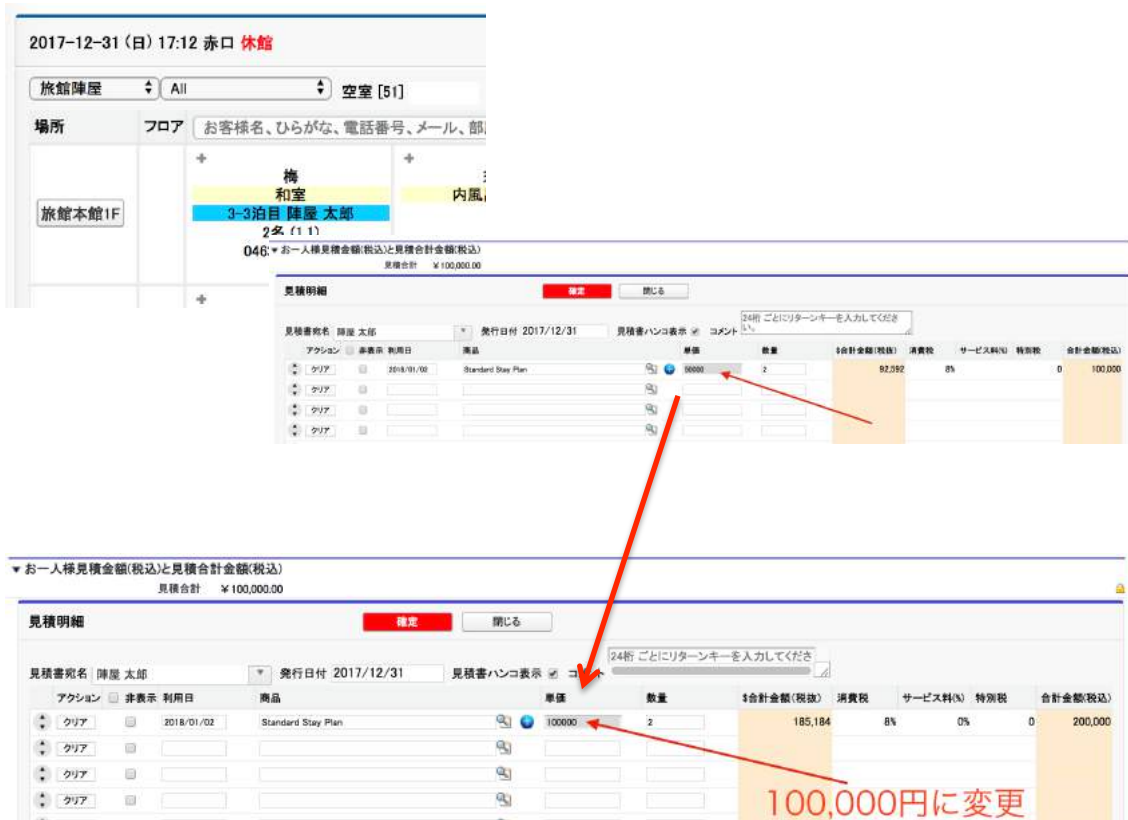 2017-12-31 (日) 17:12 赤口 休館
旅館陣屋 All 空室 [51]
場所 フロア お客様名、ひらがな、電話番号、メール、部
+ +
梅
和室 内風
旅館本館1F 3-3泊目 陣屋 太郎
2名 (1 1)
046
+
▼お一人様見積金額(税込)と見積合計金額(税込)
見積合計 ¥100,000.00
見積明細 確定 閉じる
24桁 ごとにリターンキーを入力してください。
見積書宛名 陣屋 太郎 発行日付 2017/12/31 見積書ハンコ表示 コメント
アクション 非表示 利用日 商品 単価 数量 $合計金額(税抜) 消費税 サービス料(%) 特別税 合計金額(税込)
クリア 2018/01/02 Standard Stay Plan 50000 2 92,592 8% 0 100,000
クリア
クリア
クリア
▼お一人様見積金額(税込)と見積合計金額(税込)
見積合計 ¥100,000.00
見積明細 確定 閉じる
24桁 ごとにリターンキーを入力してくださ
見積書宛名 陣屋 太郎 発行日付 2017/12/31 見積書ハンコ表示 コメント
アクション 非表示 利用日 商品 単価 数量 $合計金額(税抜) 消費税 サービス料(%) 特別税 合計金額(税込)
クリア 2018/01/02 Standard Stay Plan 100000 2 185,184 8% 0% 0 200,000
クリア
クリア
クリア
100,000円に変更